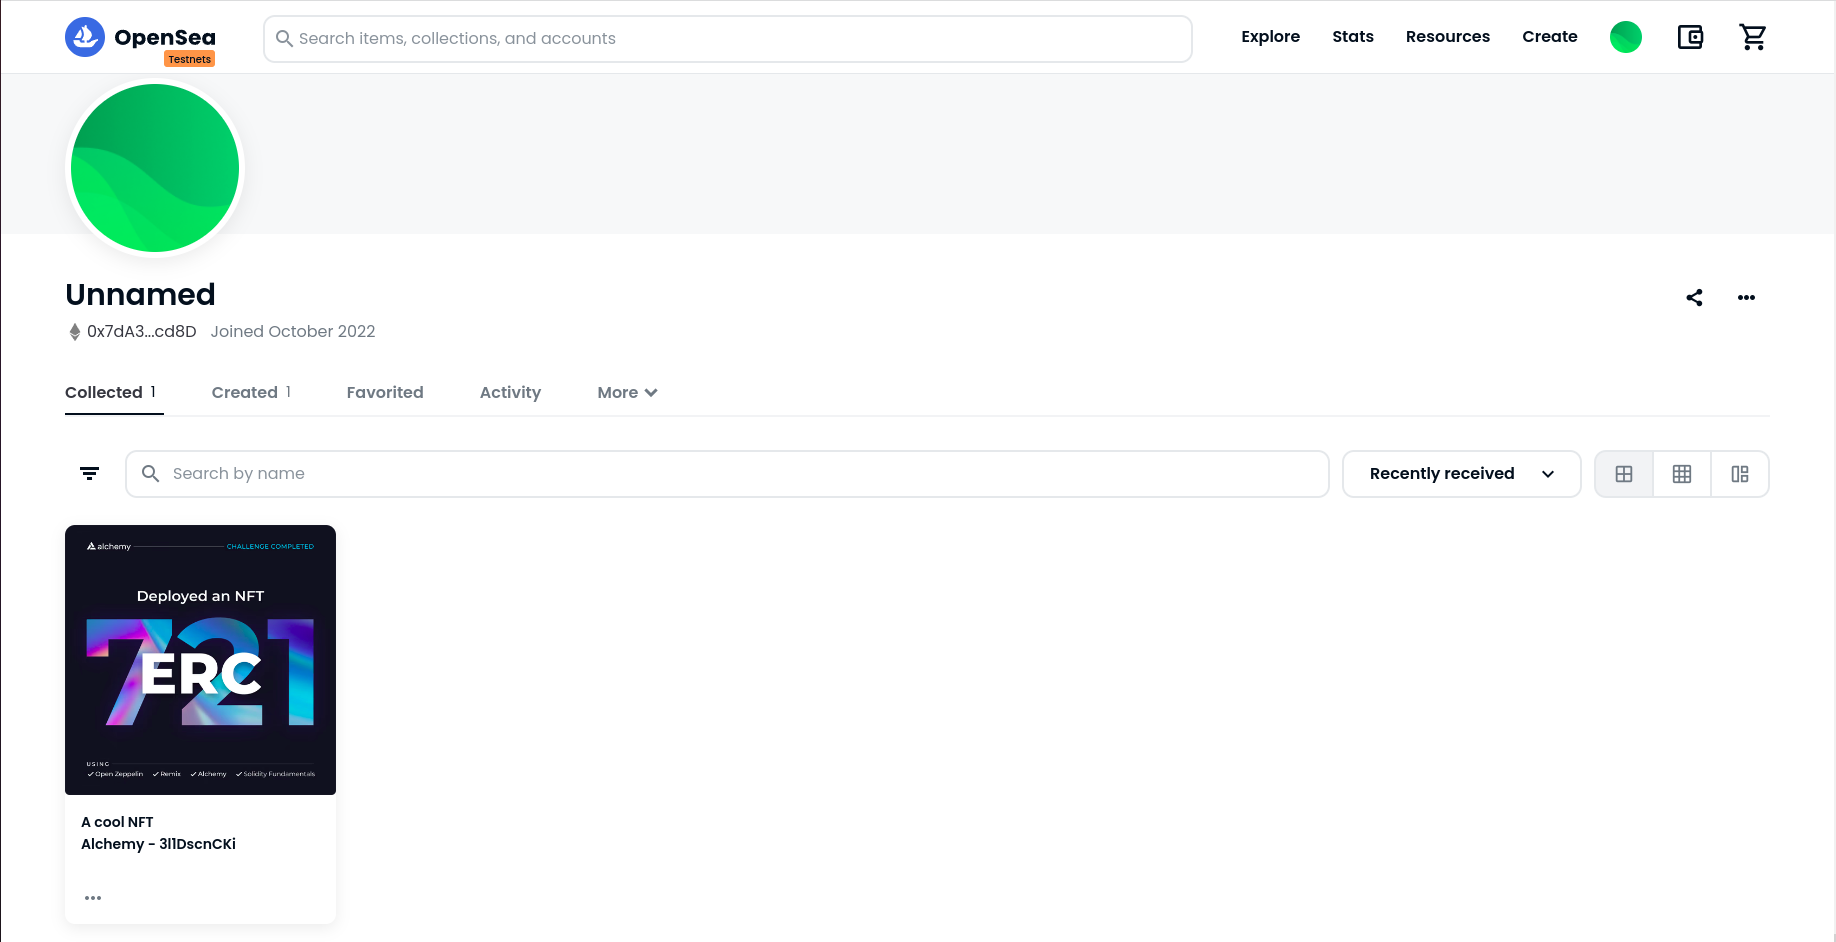 OpenSea
Testnets
Search items, collections, and accounts
Explore
Stats
Resources
Create
Unnamed
0x7dA3...cd8D Joined October 2022
Collected 1
Created 1
Favorited
Activity
More
Search by name
Recently received
alchemy
CHALLENGE COMPLETED
Deployed an NFT
721
ERC
USING
Open Zeppelin
Remix
Alchemy
Solidity Fundamentals
A cool NFT
Alchemy - 3l1DscnCKi